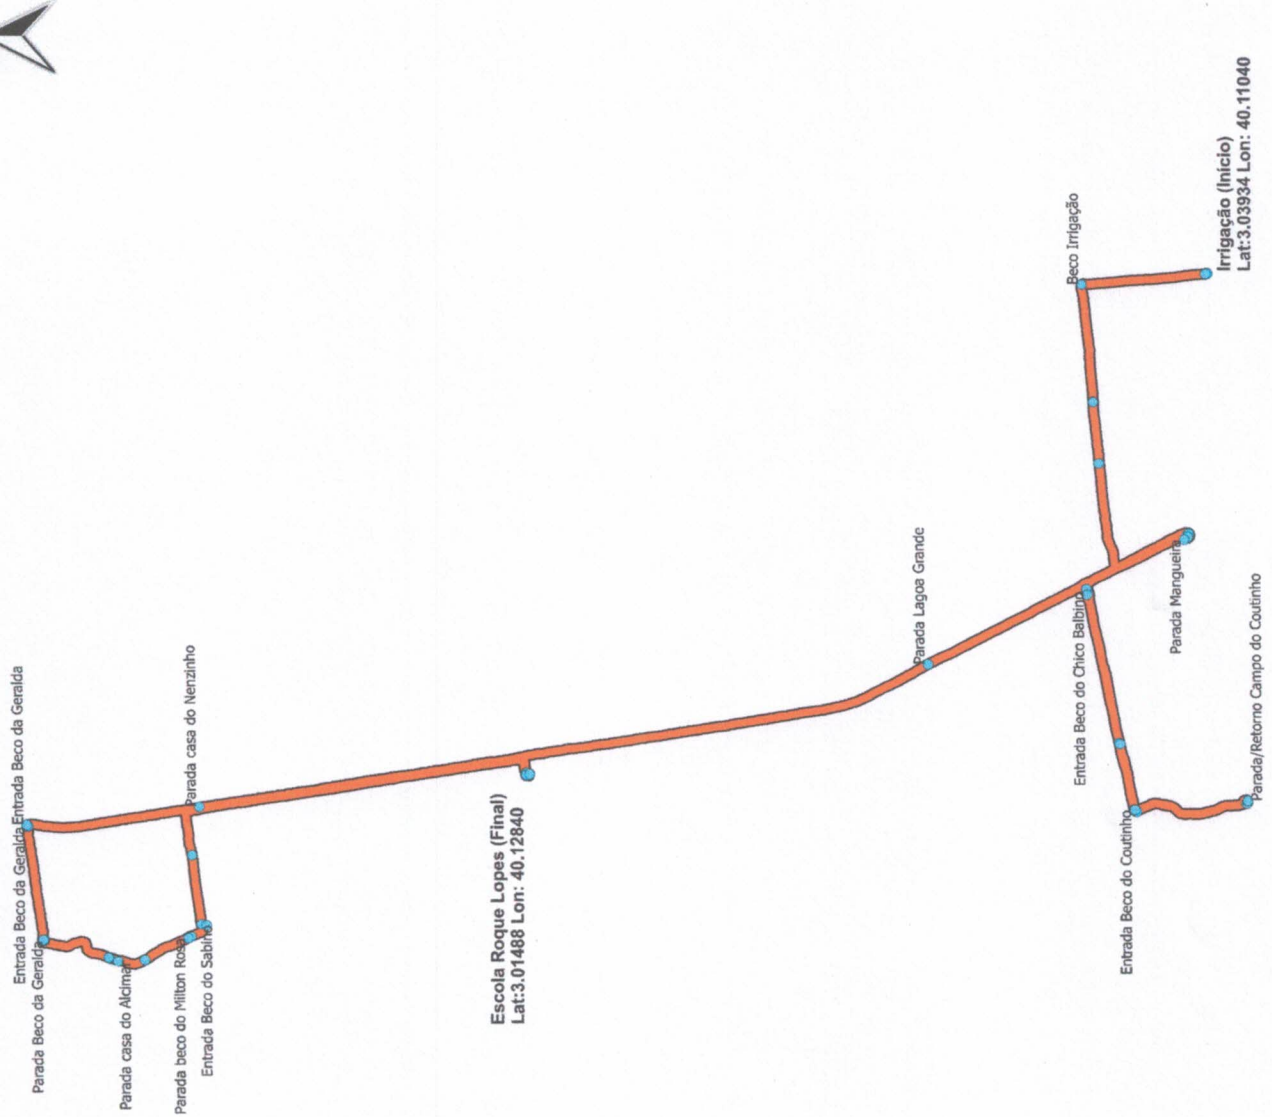 Entrada Beco da Geralda
Entrada Beco da Geralda
Parada Beco da Geralda
Parada casa do Alcimar
Parada beco do Milton Rosa
Entrada Beco do Sabino
Parada casa do Nenzinho
Escola Roque Lopes (Final)
Lat:3.01488 Lon: 40.12840
Parada Lagoa Grande
Beco Irrigação
Irrigação (Inicio)
Lat:3.03934 Lon: 40.11040
Entrada Beco do Chico Balbino
Parada Mangueira
Entrada Beco do Coutinho
Parada/Retorno Campo do Coutinho